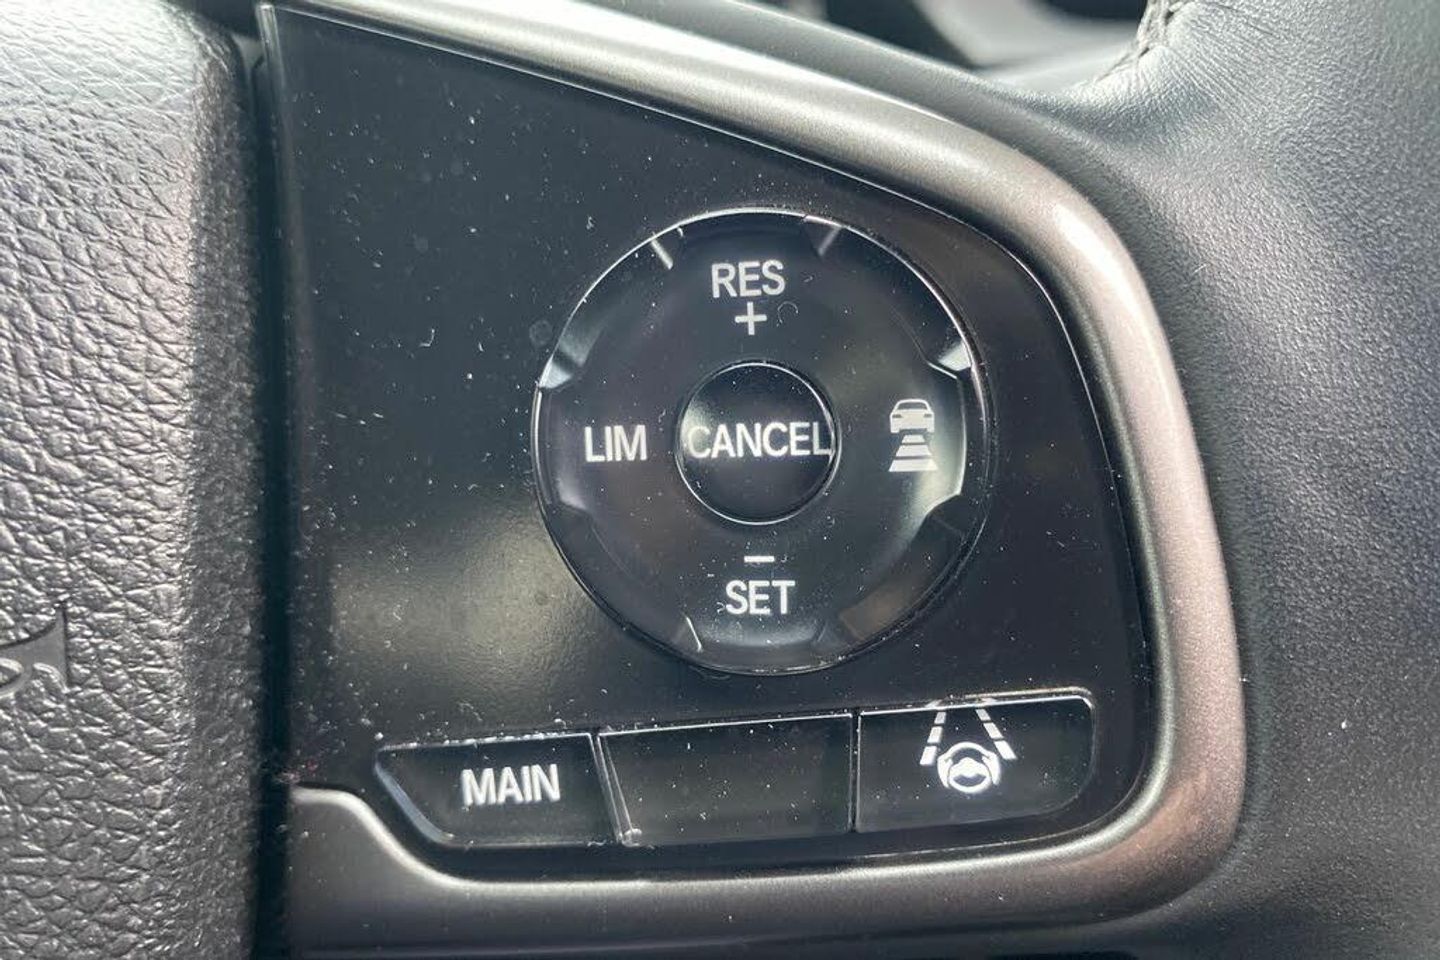 RES
+
LIM CANCEL
−
SET
MAIN